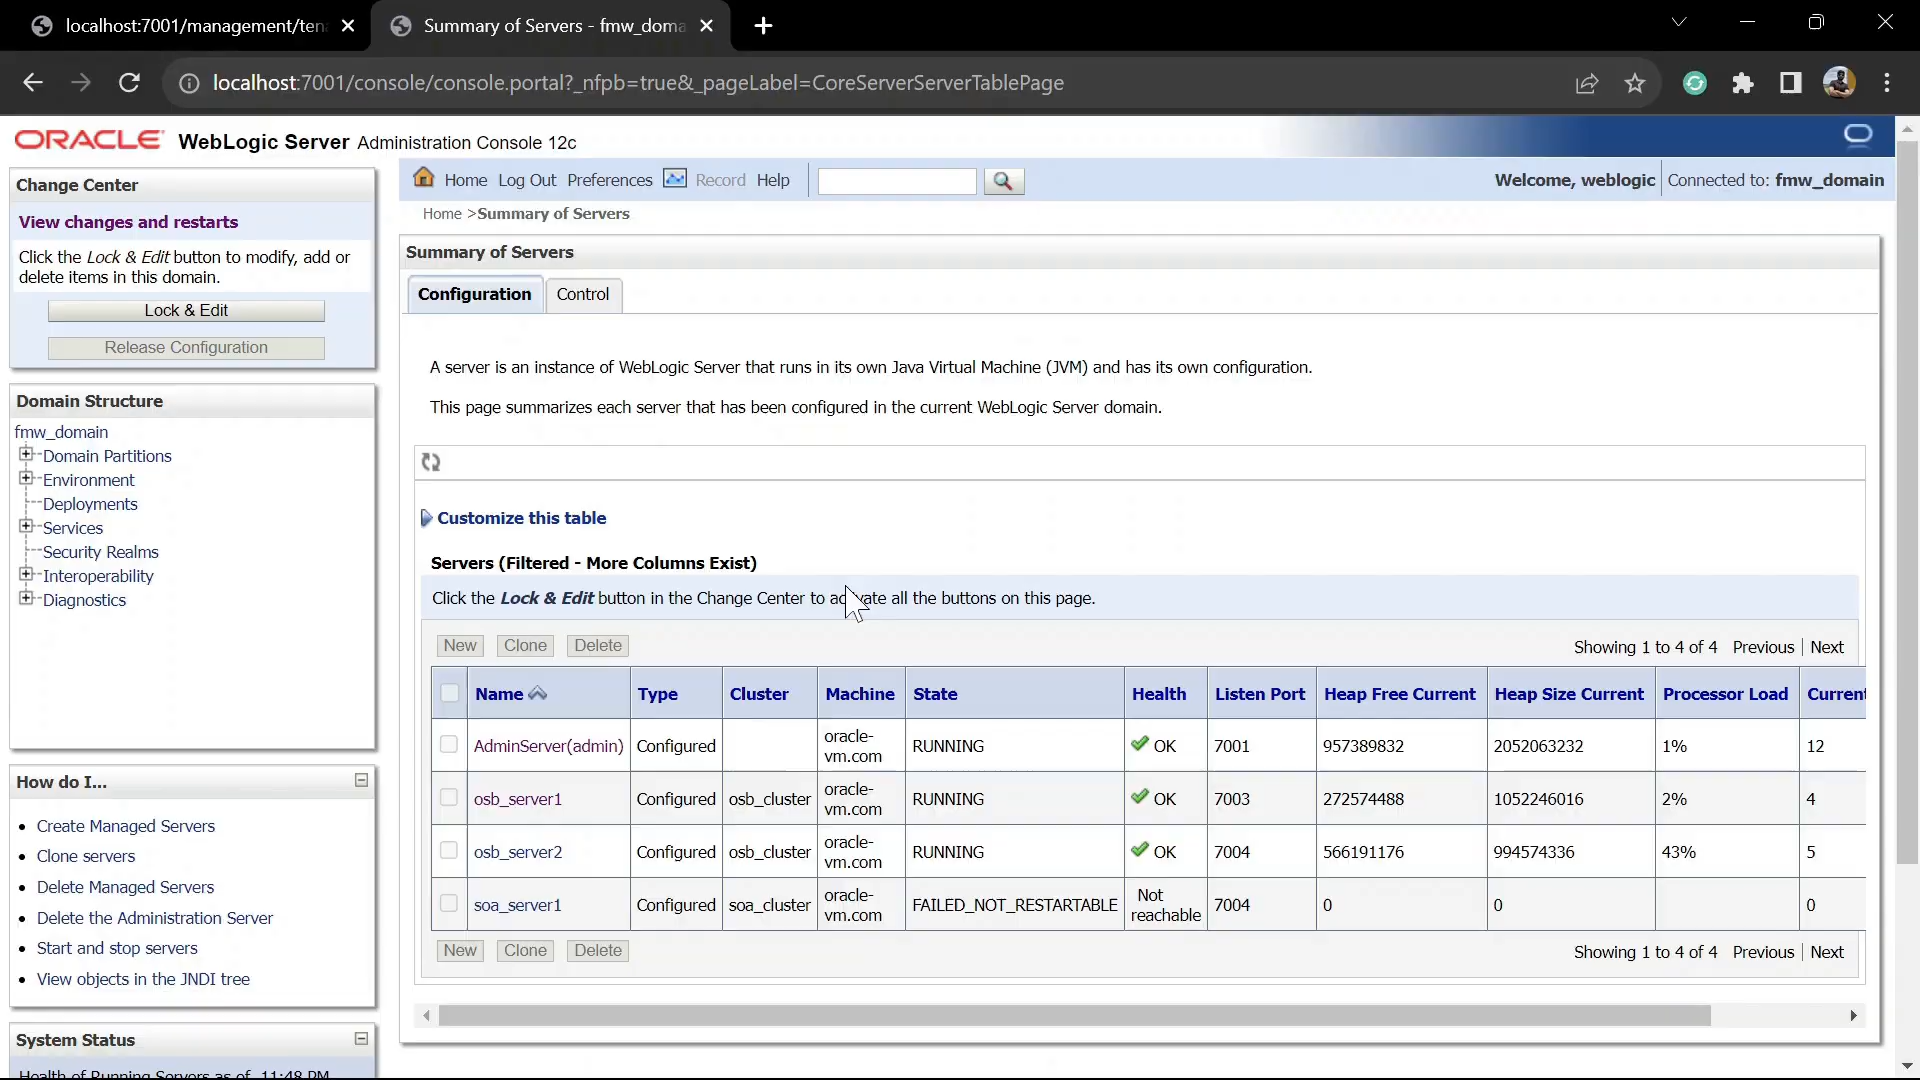 localhost:7001/management/ten
Summary of Servers - fmw_doma
localhost:7001/console/console.portal?_nfpb=true&_pageLabel=CoreServerServerTablePage
ORACLE WebLogic Server Administration Console 12c
Change Center
View changes and restarts
Click the Lock & Edit button to modify, add or
delete items in this domain.
Lock & Edit
Release Configuration
Domain Structure
fmw_domain
Domain Partitions
Environment
Deployments
Services
Security Realms
Interoperability
Diagnostics
How do I...
Create Managed Servers
Clone servers
Delete Managed Servers
Delete the Administration Server
Start and stop servers
View objects in the JNDI tree
System Status
Health of Running Servers as of 11:48 PM
Home Log Out Preferences Record Help
Welcome, weblogic Connected to: fmw_domain
Home >Summary of Servers
Summary of Servers
Configuration Control
A server is an instance of WebLogic Server that runs in its own Java Virtual Machine (JVM) and has its own configuration.
This page summarizes each server that has been configured in the current WebLogic Server domain.
Customize this table
Servers (Filtered - More Columns Exist)
Click the Lock & Edit button in the Change Center to activate all the buttons on this page.
New Clone Delete Showing 1 to 4 of 4 Previous Next
Name Type Cluster Machine State Health Listen Port Heap Free Current Heap Size Current Processor Load Current
AdminServer(admin) Configured oracle-vm.com RUNNING OK 7001 957389832 2052063232 1% 12
osb_server1 Configured osb_cluster oracle-vm.com RUNNING OK 7003 272574488 1052246016 2% 4
osb_server2 Configured osb_cluster oracle-vm.com RUNNING OK 7004 566191176 994574336 43% 5
soa_server1 Configured soa_cluster oracle-vm.com FAILED_NOT_RESTARTABLE Not reachable 7004 0 0 0
New Clone Delete Showing 1 to 4 of 4 Previous Next